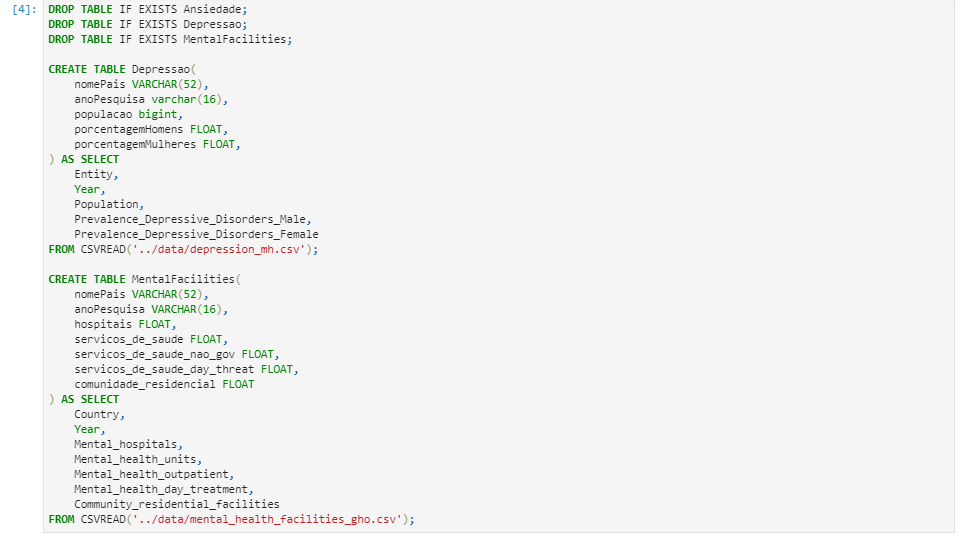 [4]: DROP TABLE IF EXISTS Ansiedade;
DROP TABLE IF EXISTS Depressao;
DROP TABLE IF EXISTS MentalFacilities;

CREATE TABLE Depressao(
    nomePais VARCHAR(52),
    anoPesquisa varchar(16),
    populacao bigint,
    porcentagemHomens FLOAT,
    porcentagemMulheres FLOAT,
) AS SELECT
    Entity,
    Year,
    Population,
    Prevalence_Depressive_Disorders_Male,
    Prevalence_Depressive_Disorders_Female
FROM CSVREAD('../data/depression_mh.csv');

CREATE TABLE MentalFacilities(
    nomePais VARCHAR(52),
    anoPesquisa VARCHAR(16),
    hospitais FLOAT,
    servicos_de_saude FLOAT,
    servicos_de_saude_nao_gov FLOAT,
    servicos_de_saude_day_threat FLOAT,
    comunidade_residencial FLOAT
) AS SELECT
    Country,
    Year,
    Mental_hospitals,
    Mental_health_units,
    Mental_health_outpatient,
    Mental_health_day_treatment,
    Community_residential_facilities
FROM CSVREAD('../data/mental_health_facilities_gho.csv');